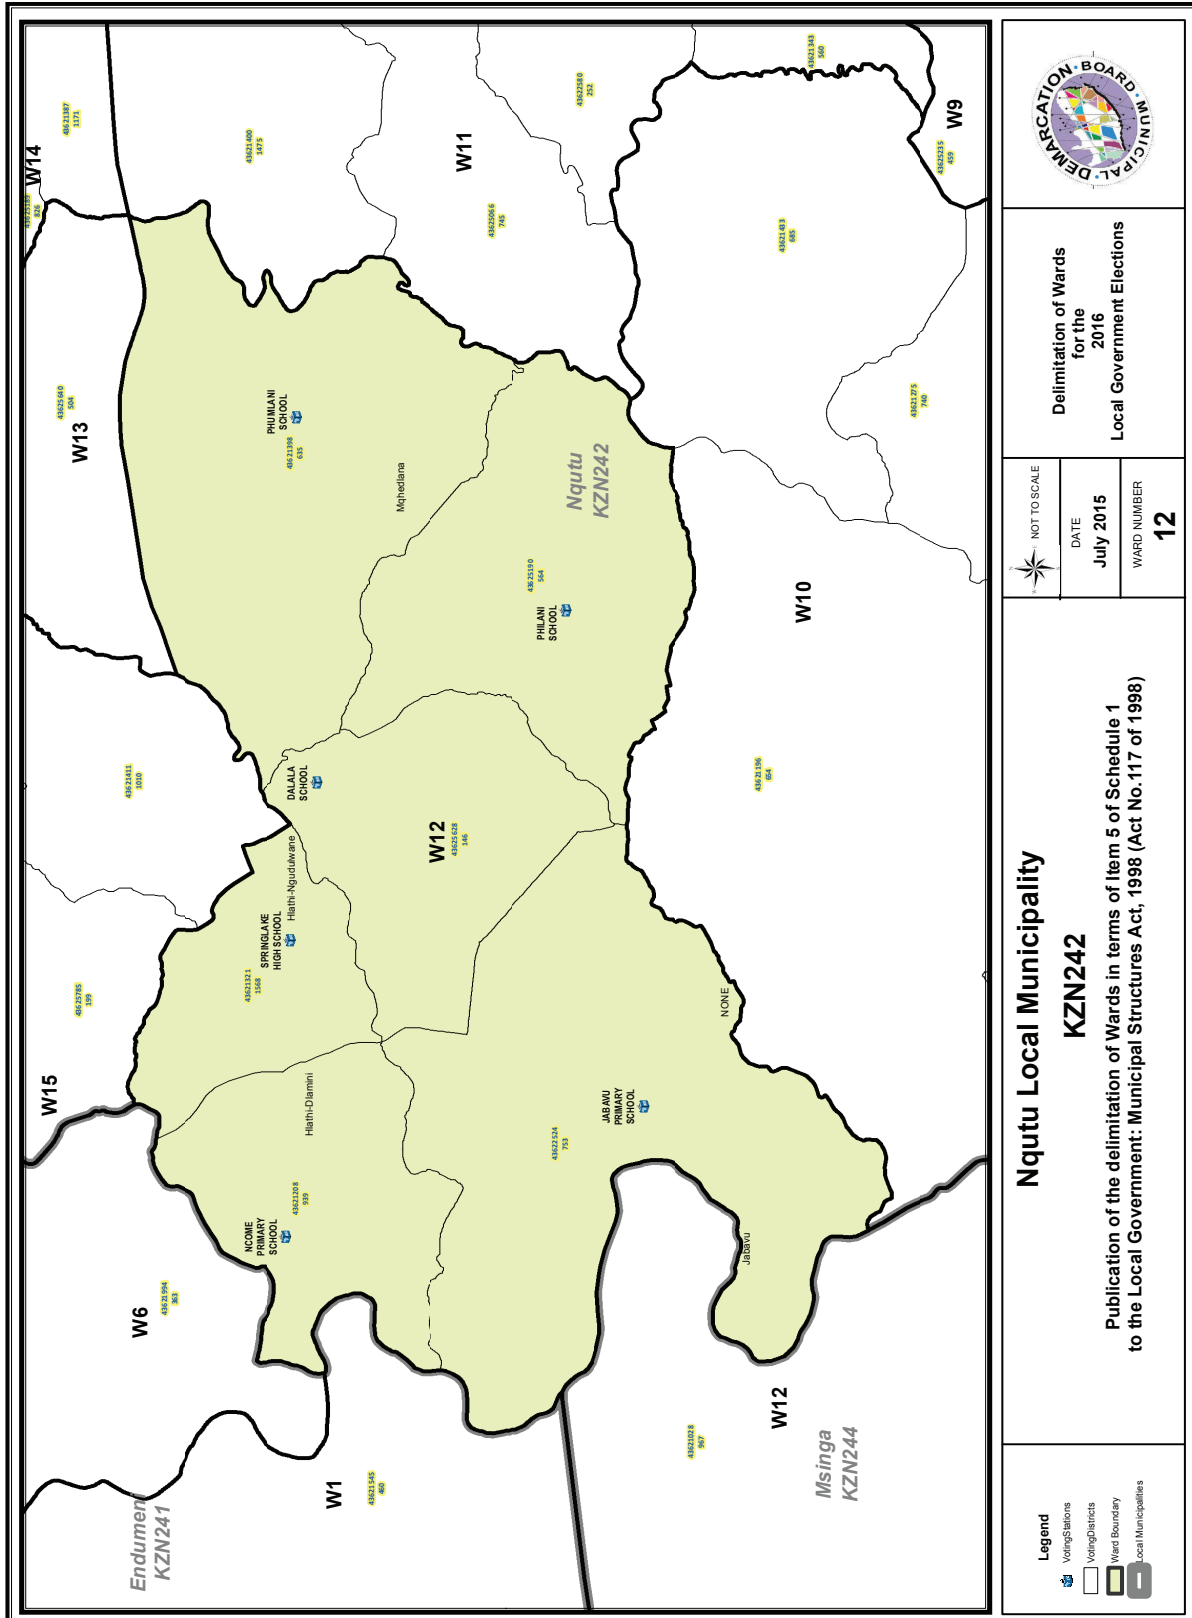 W14
43621387
1171
43625189
826
43621400
1475
W11
43622580
252
43621343
560
W9
43625235
459
43625066
745
43621433
685
43621275
740
W13
43625640
504
PHUMLANI
SCHOOL
43621398
635
Mqhedlana
Nqutu
KZN242
43625190
564
PHILANI
SCHOOL
W10
43621196
654
43621411
1010
DALALA
SCHOOL
W12
43625628
146
Hlathi-Ngudulwane
SPRINGLAKE
HIGH SCHOOL
43621321
1568
43625785
199
W15
Hlathi-Dlamini
NONE
JABAVU
PRIMARY
SCHOOL
43622524
753
43621208
939
NCOME
PRIMARY
SCHOOL
Jabavu
W6
43621994
363
W1
43621545
460
W12
43621028
967
Msinga
KZN244
Endumeni
KZN241
Legend
VotingStations
VotingDistricts
Ward Boundary
Local Municipalities
Nqutu Local Municipality
KZN242
Publication of the delimitation of Wards in terms of Item 5 of Schedule 1
to the Local Government: Municipal Structures Act, 1998 (Act No.117 of 1998)
NOT TO SCALE
DATE
July 2015
WARD NUMBER
12
Delimitation of Wards
for the
2016
Local Government Elections
MUNICIPAL DEMARCATION BOARD